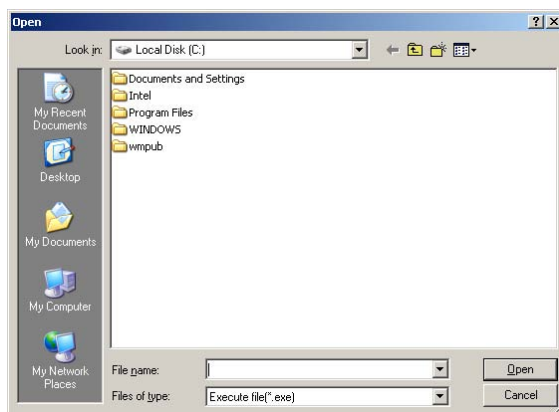 Open
Look in: Local Disk (C:)
My Recent Documents
Desktop
My Documents
My Computer
My Network Places
Documents and Settings
Intel
Program Files
WINDOWS
wmpub
File name:
Open
Files of type: Execute file(*.exe)
Cancel